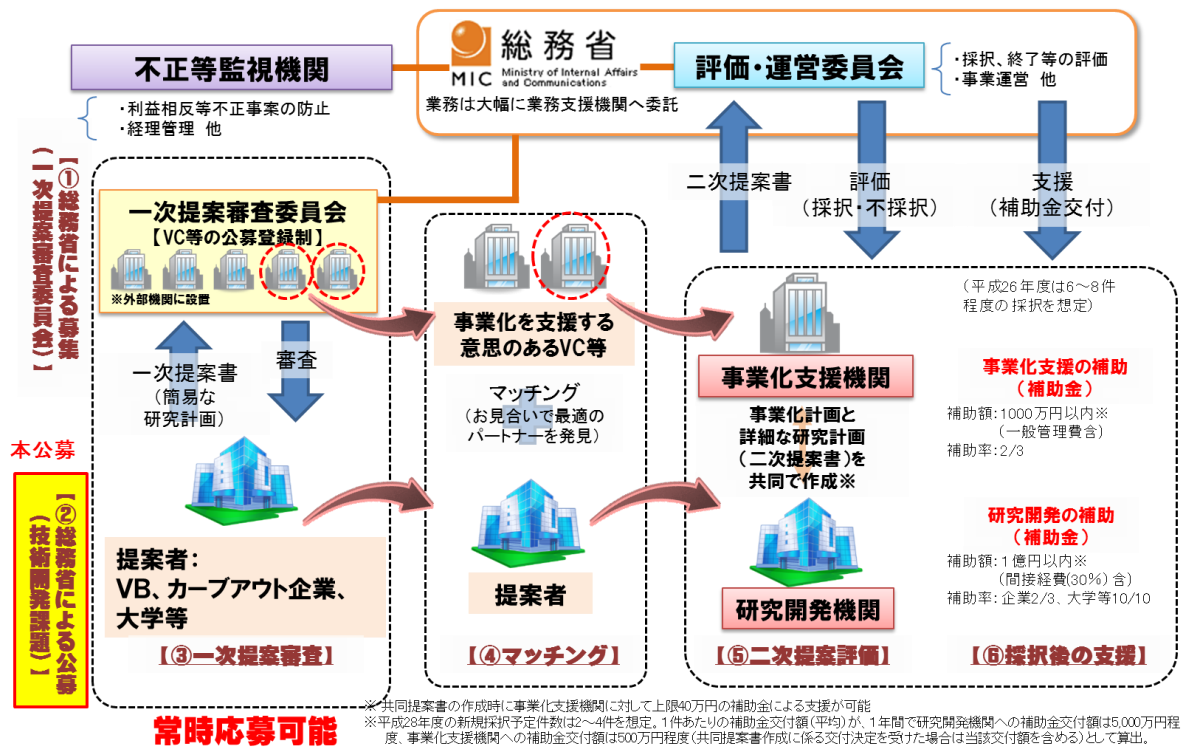 不正等監視機関
・利益相反等不正事案の防止
・経理管理 他
総務省
MIC
Ministry of Internal Affairs
and Communications
業務は大幅に業務支援機関へ委託
評価・運営委員会
・採択、終了等の評価
・事業運営 他
【①総務省による募集
(一次提案審査委員会)】
一次提案審査委員会
【VC等の公募登録制】
※外部機関に設置
一次提案書
(簡易な
研究計画)
審査
提案者:
VB、カーブアウト企業、
大学等
【③一次提案審査】
常時応募可能
本公募
【②総務省による公募
(技術開発課題)】
事業化を支援する
意思のあるVC等
マッチング
(お見合いで最適の
パートナーを発見)
提案者
【④マッチング】
二次提案書
評価
(採択・不採択)
支援
(補助金交付)
事業化支援機関
事業化計画と
詳細な研究計画
(二次提案書)を
共同で作成※
研究開発機関
【⑤二次提案評価】
(平成26年度は6~8件
程度の採択を想定)
事業化支援の補助
(補助金)
補助額:1000万円以内※
(一般管理費含)
補助率:2/3
研究開発の補助
(補助金)
補助額:1億円以内※
(間接経費(30%)含)
補助率:企業2/3、大学等10/10
【⑥採択後の支援】
※ 共同提案書の作成時に事業化支援機関に対して上限40万円の補助金による支援が可能
※平成28年度の新規採択予定件数は2~4件を想定。1件あたりの補助金交付額(平均)が、1年間で研究開発機関への補助金交付額は5,000万円程
度、事業化支援機関への補助金交付額は500万円程度(共同提案書作成に係る交付決定を受けた場合は当該交付額を含める)として算出。